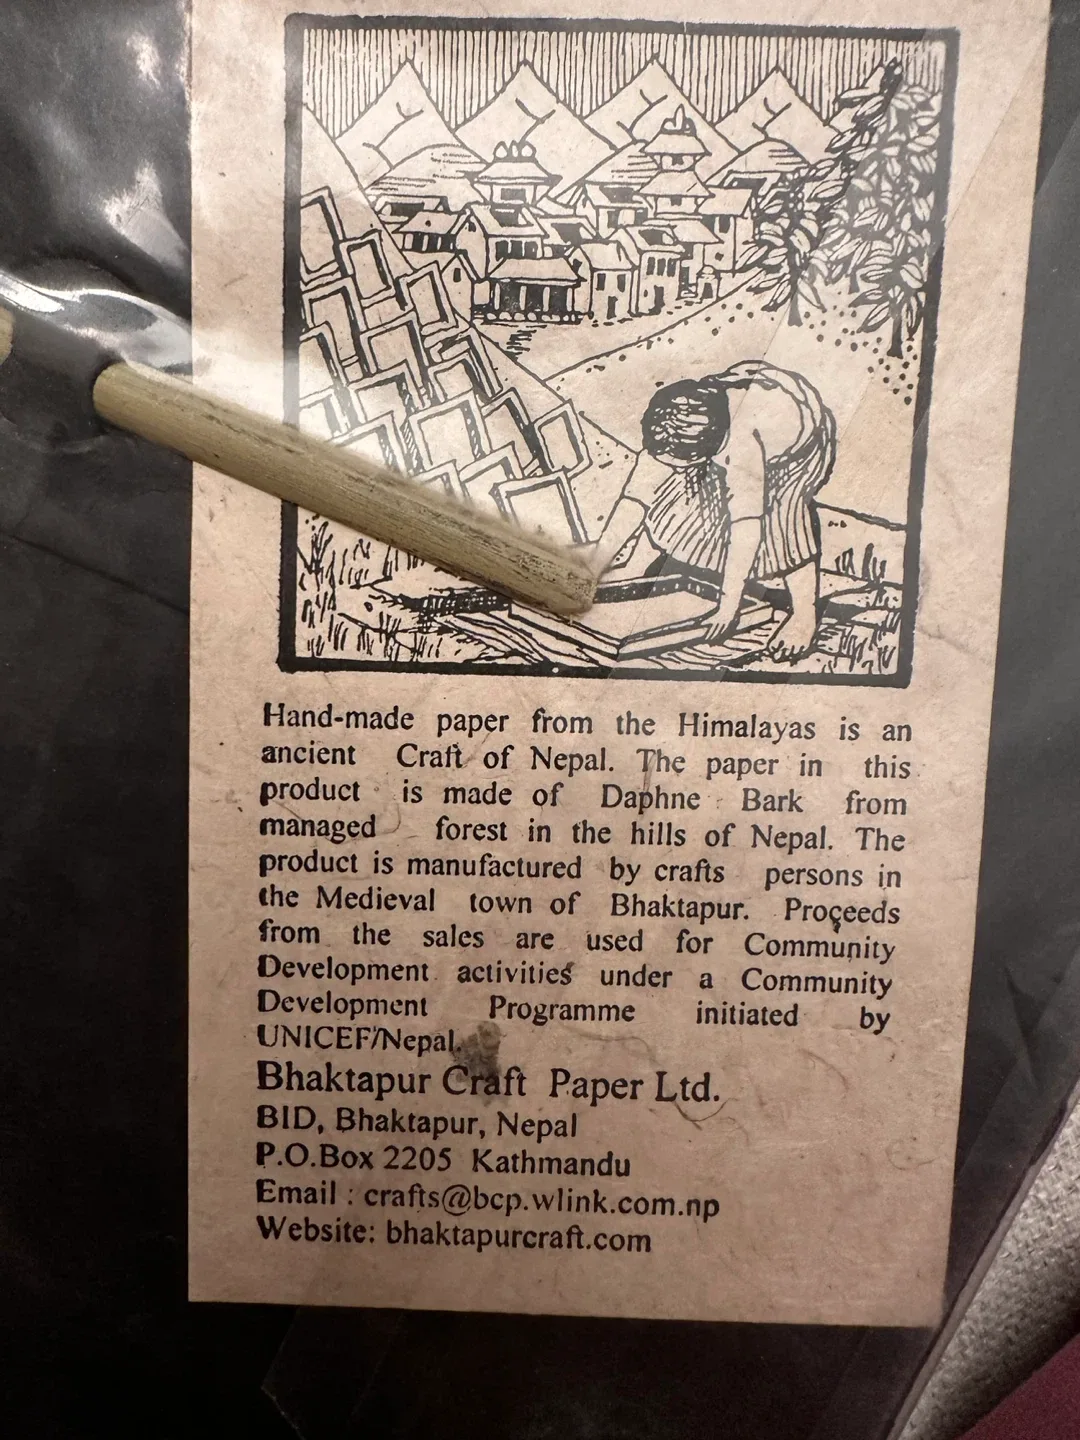 Hand-made paper from the Himalayas is an
ancient Craft of Nepal. The paper in this
product is made of Daphne Bark from
managed forest in the hills of Nepal. The
product is manufactured by crafts persons in
the Medieval town of Bhaktapur. Proceeds
from the sales are used for Community
Development activities under a Community
Development Programme initiated by
UNICEF/Nepal.
Bhaktapur Craft Paper Ltd.
BID, Bhaktapur, Nepal
P.O.Box 2205 Kathmandu
Email : crafts@bcp.wlink.com.np
Website: bhaktapurcraft.com